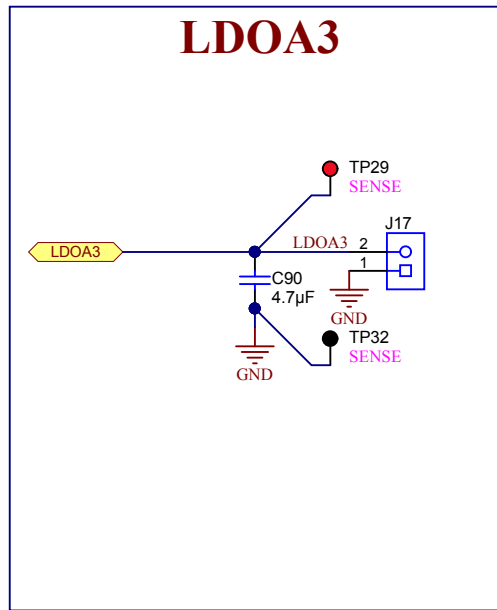 LDOA3
TP29
SENSE
J17
LDOA3
LDOA3
2
1
C90
4.7µF
GND
TP32
SENSE
GND